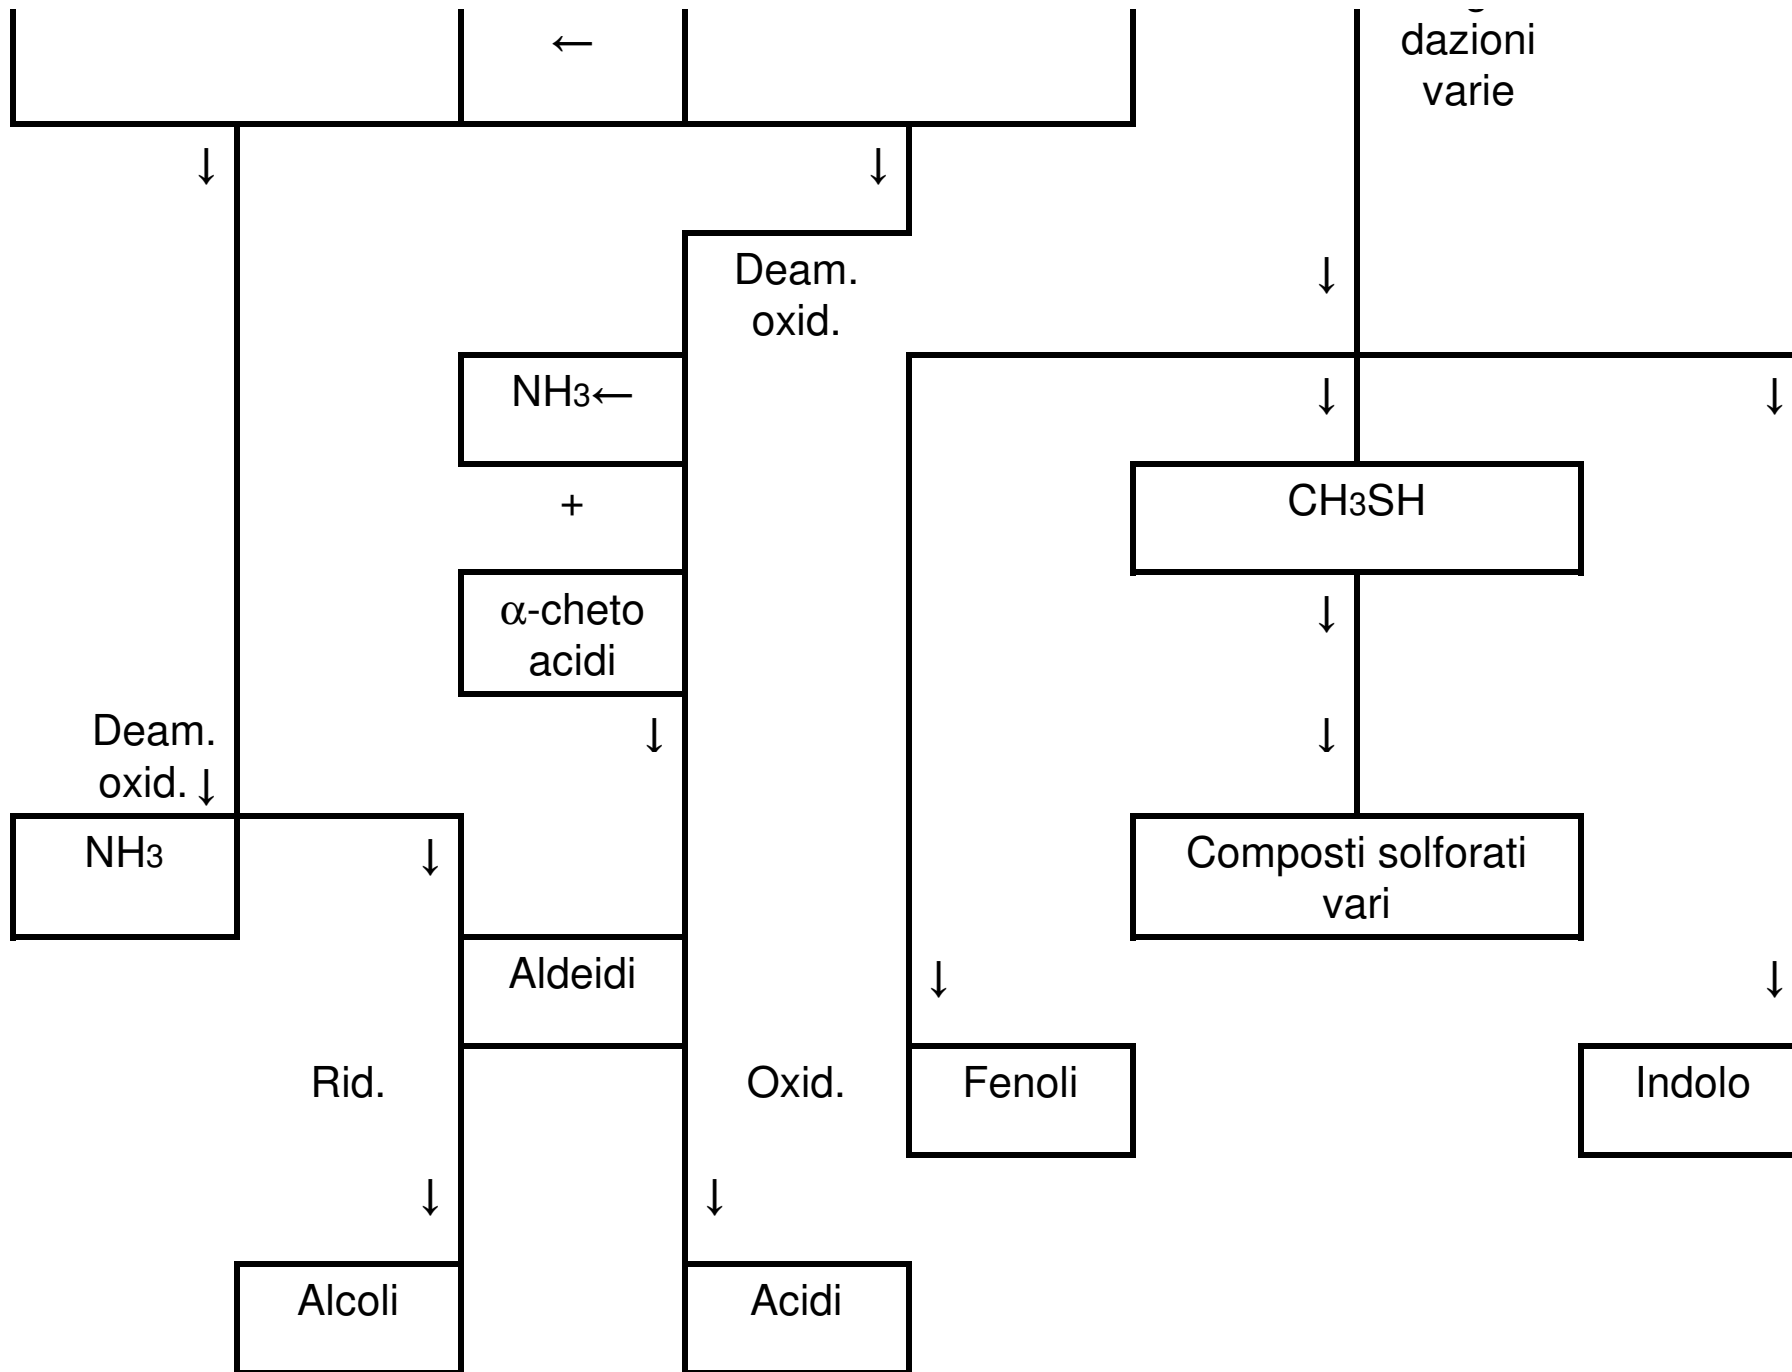 ←
dazioni
varie
↓
↓
Deam.
oxid.
↓
NH3←
↓
↓
+
CH3SH
α-cheto
acidi
↓
Deam.
oxid. ↓
↓
↓
NH3
↓
Composti solforati
vari
Aldeidi
↓
↓
Rid.
Oxid.
Fenoli
Indolo
↓
↓
Alcoli
Acidi